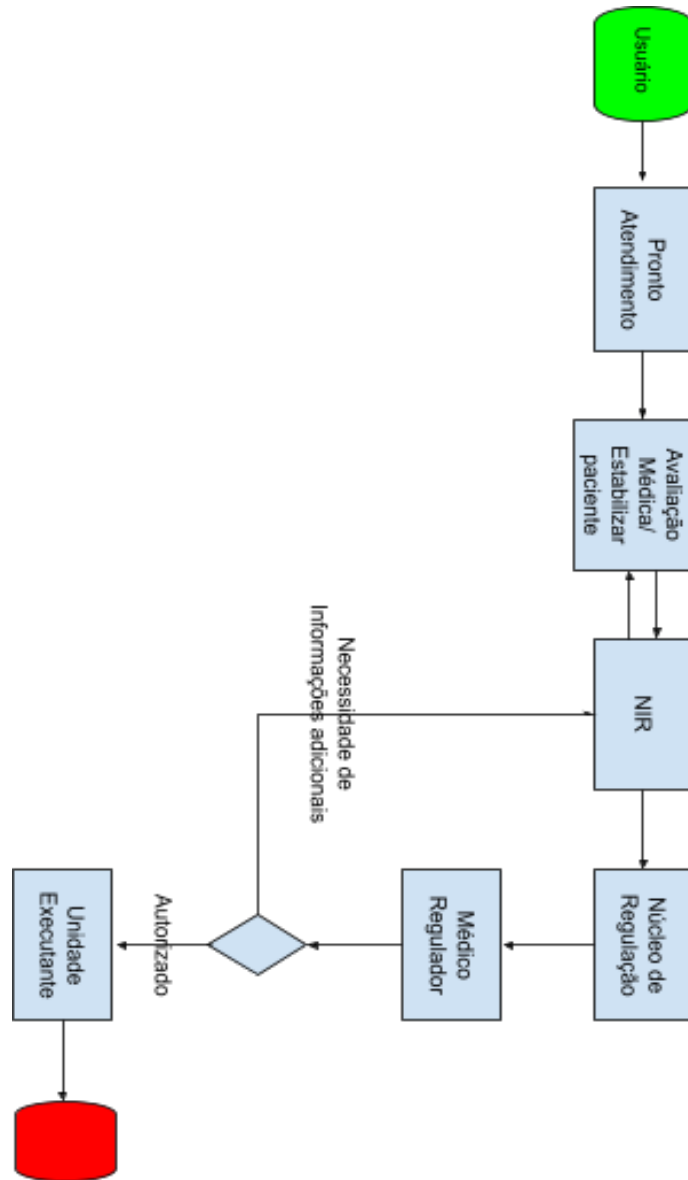 Usuário
Pronto
Atendimento
Avaliação
Médica/
Estabilizar
paciente
NIR
Núcleo de
Regulação
Médico
Regulador
Necessidade de
Informações adicionais
Autorizado
Unidade
Executante